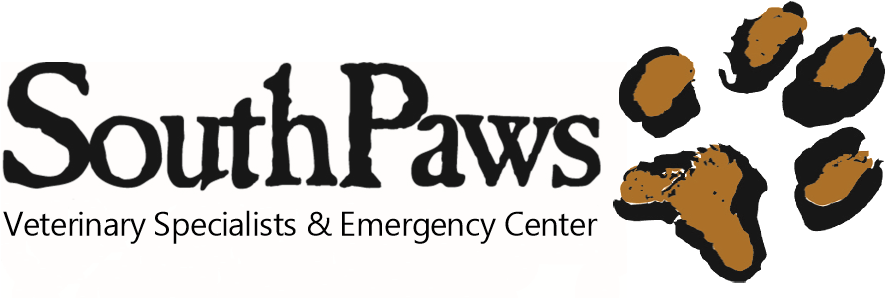 SouthPaws
Veterinary Specialists & Emergency Center